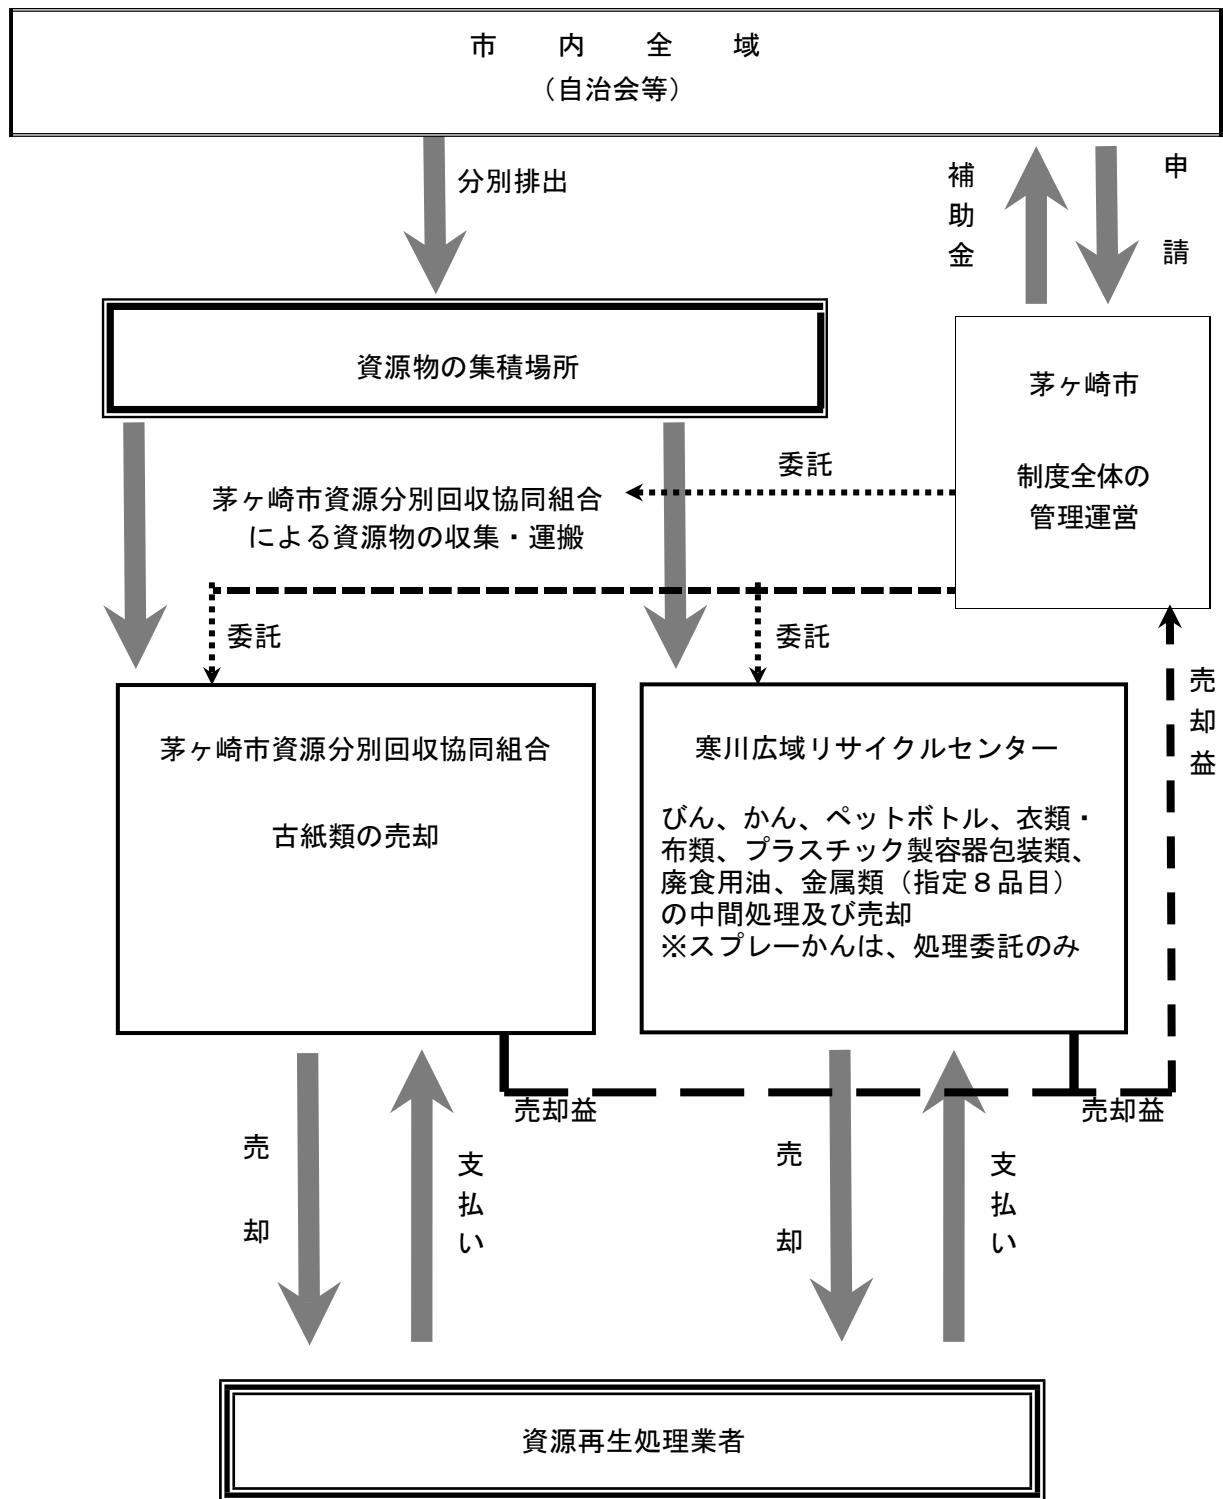 市内全域
（自治会等）
分別排出
補助金
申請
資源物の集積場所
茅ヶ崎市
制度全体の
管理運営
委託
茅ヶ崎市資源分別回収協同組合
による資源物の収集・運搬
委託
委託
売却益
茅ヶ崎市資源分別回収協同組合
古紙類の売却
寒川広域リサイクルセンター
びん、かん、ペットボトル、衣類・
布類、プラスチック製容器包装類、
廃食用油、金属類（指定８品目）
の中間処理及び売却
※スプレーかんは、処理委託のみ
売却益
売却益
売却
支払い
売却
支払い
資源再生処理業者